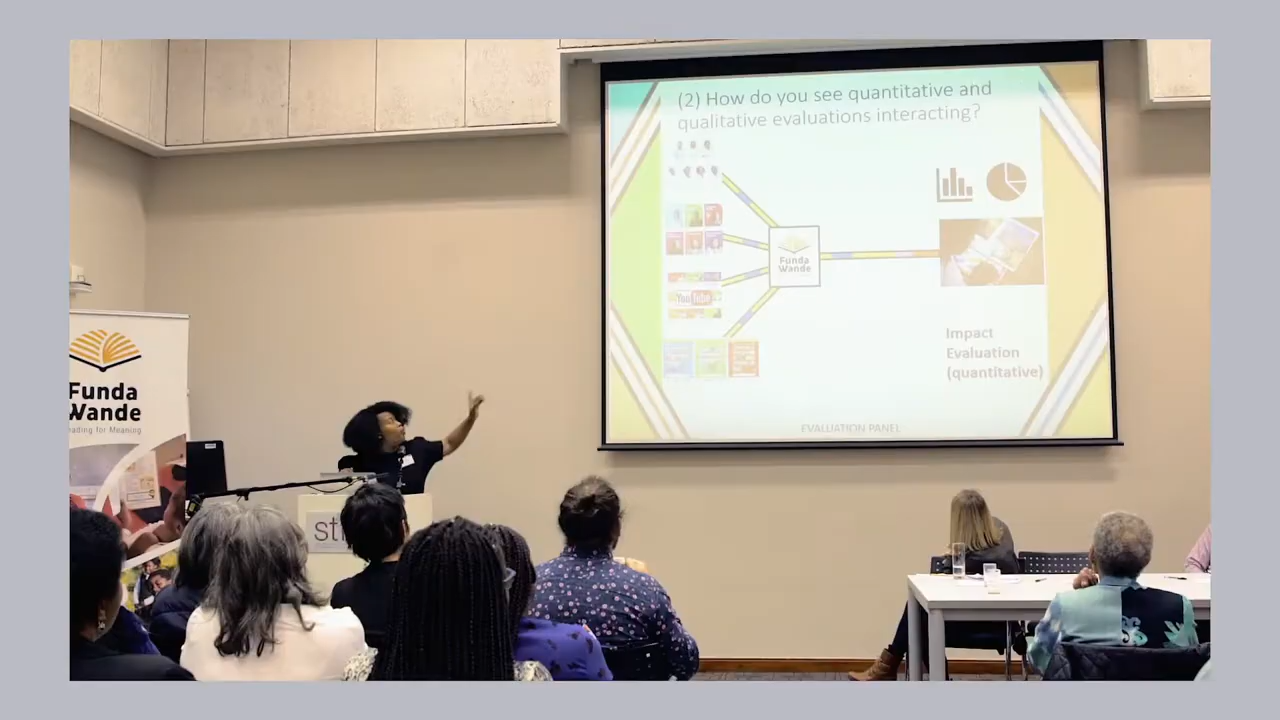 (2) How do you see quantitative and
qualitative evaluations interacting?
YouTube
Funda
Wande
Impact
Evaluation
(quantitative)
EVALUATION PANEL
Funda
Wande
eading for Meaning
st